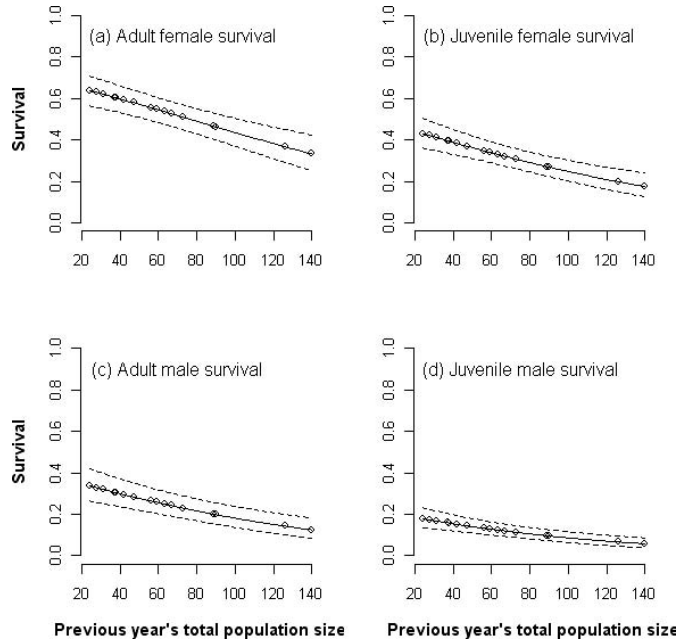 (a) Adult female survival
Survival
0.0 0.2 0.4 0.6 0.8 1.0
20 40 60 80 100 120 140
(b) Juvenile female survival
0.0 0.2 0.4 0.6 0.8 1.0
20 40 60 80 100 120 140
(c) Adult male survival
Survival
0.0 0.2 0.4 0.6 0.8 1.0
20 40 60 80 100 120 140
Previous year's total population size
(d) Juvenile male survival
0.0 0.2 0.4 0.6 0.8 1.0
20 40 60 80 100 120 140
Previous year's total population size